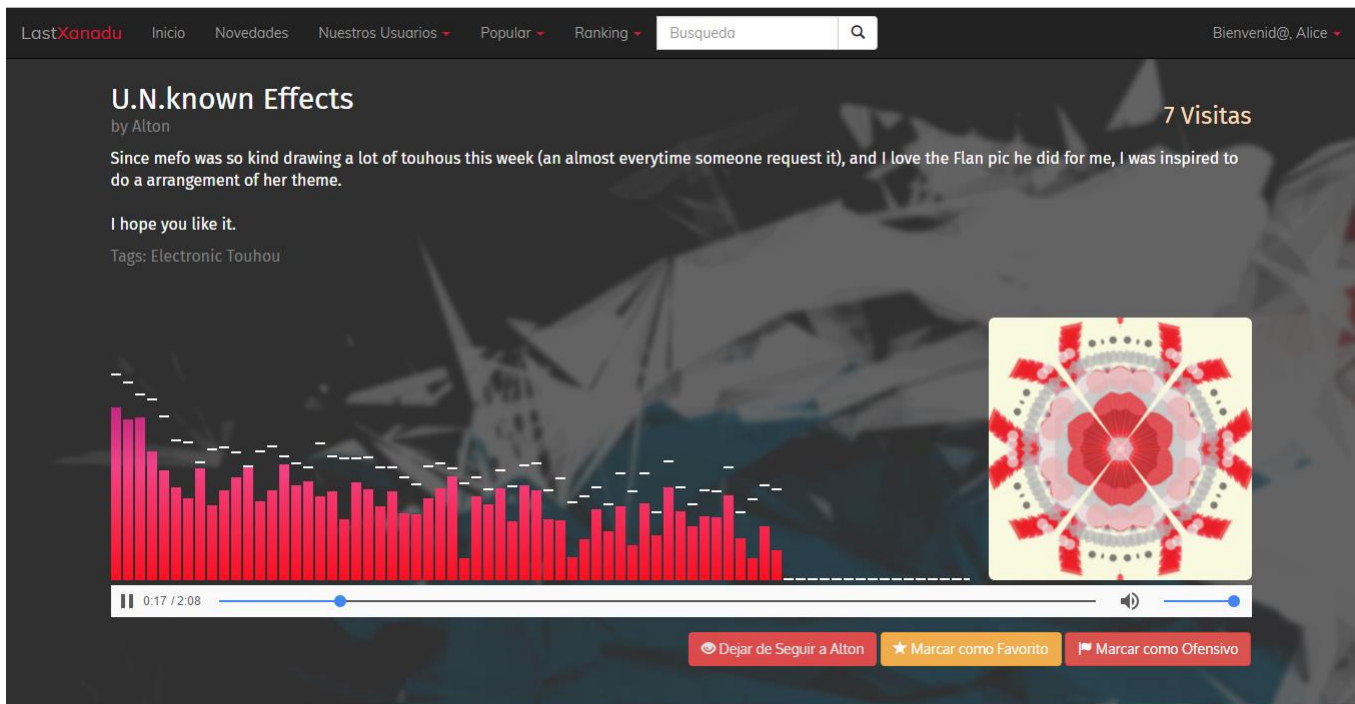 LastXanadu Inicio Novedades Nuestros Usuarios Popular Ranking Busqueda Bienvenid@, Alice
U.N.known Effects
by Alton
7 Visitas
Since mefo was so kind drawing a lot of touhous this week (an almost everytime someone request it), and I love the Flan pic he did for me, I was inspired to
do a arrangement of her theme.
I hope you like it.
Tags: Electronic Touhou
0:17 / 2:08
Dejar de Seguir a Alton Marcar como Favorito Marcar como Ofensivo